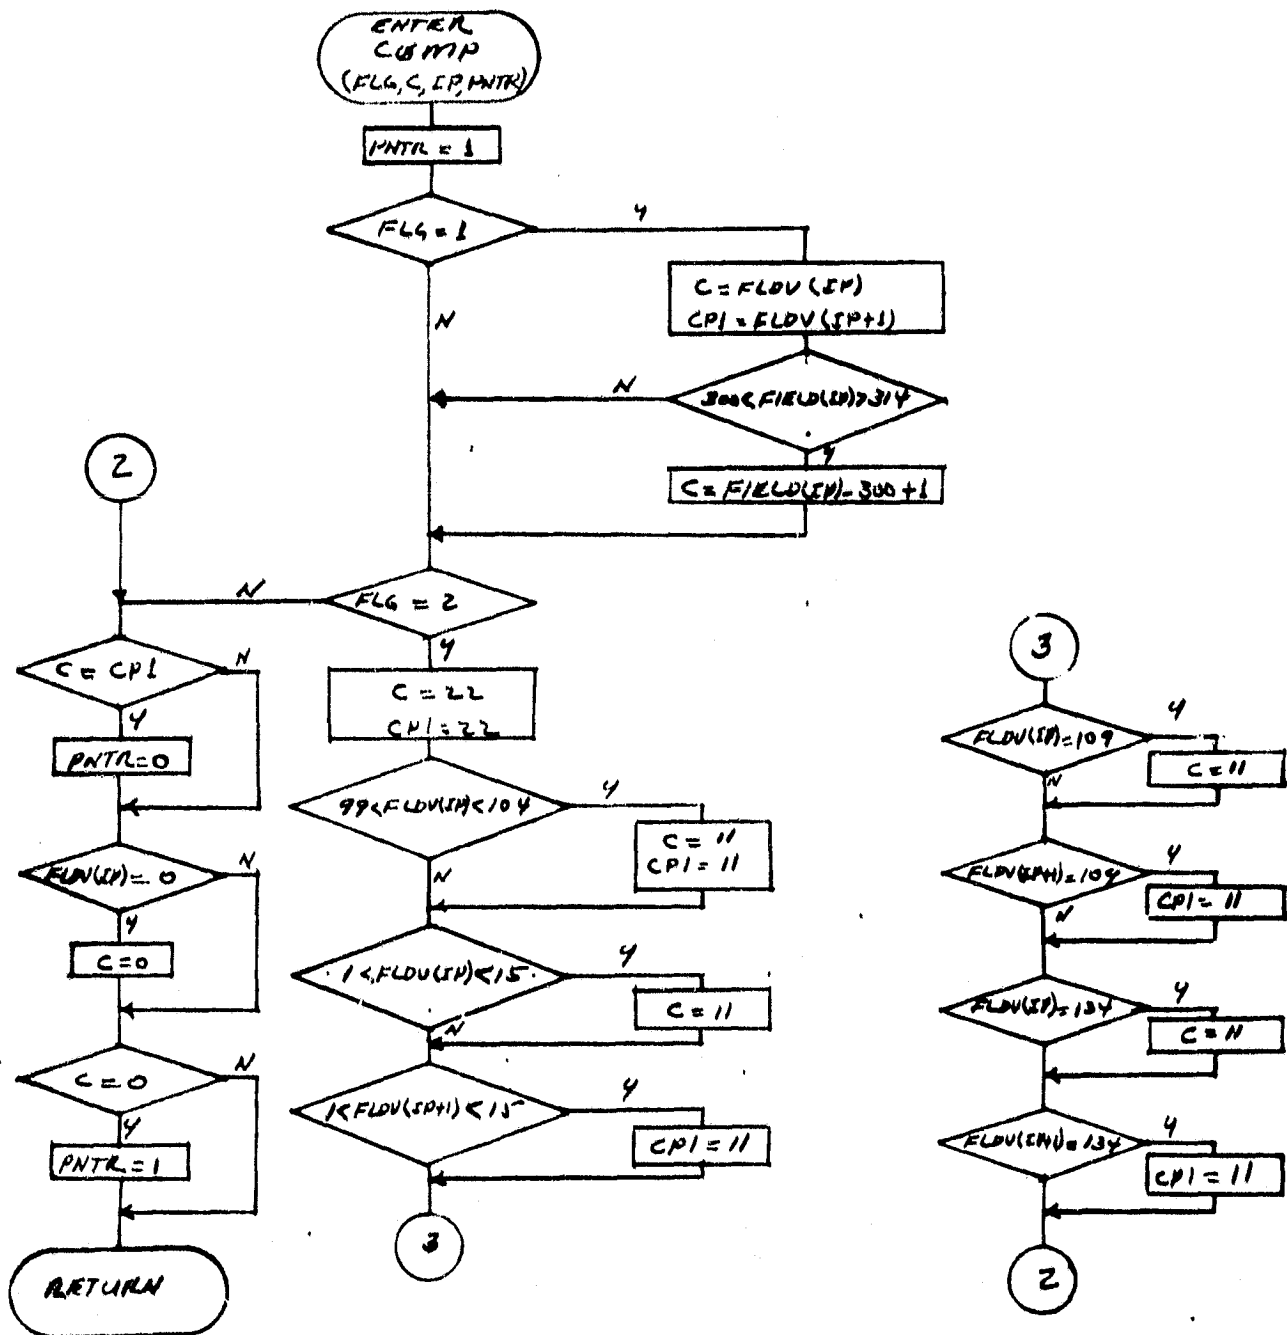 ENTER
COMP
(FLG, C, IP, PNTR)
PNTR = 1
FLG = 1
Y
N
C = FLDV (IP)
CP1 = FLDV (IP+1)
N
300<FIELD(IP)>314
Y
C = FIELD(IP)-300+1
2
N
FLG = 2
Y
C = CP1
N
Y
PNTR=0
FLDV(IP)=0
N
Y
C=0
C=0
N
Y
PNTR=1
RETURN
C = 22
CP1 = 22
99<FLDV(IP)<104
Y
N
C = 11
CP1 = 11
1<FLDV(IP)<15
Y
N
C = 11
1<FLDV(IP+1)<15
Y
CP1 = 11
3
3
FLDV(IP)=109
Y
N
C = 11
FLDV(IP+1)=109
Y
N
CP1 = 11
FLDV(IP)=134
Y
C = 11
FLDV(IP+1)=134
Y
CP1 = 11
2